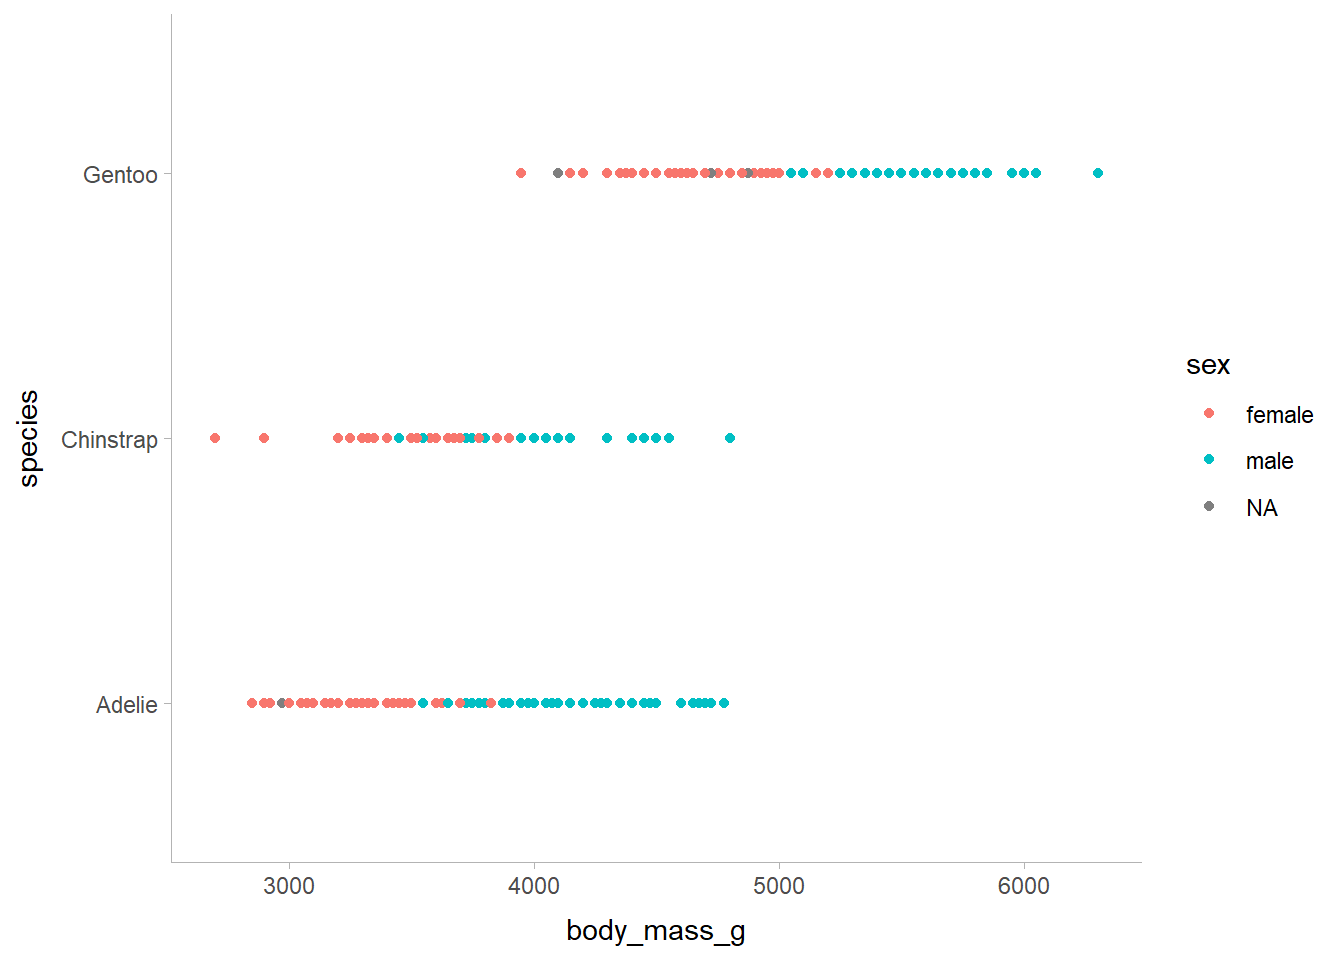 Gentoo
Chinstrap
Adelie
species
3000 4000 5000 6000
body_mass_g
sex
female
male
NA